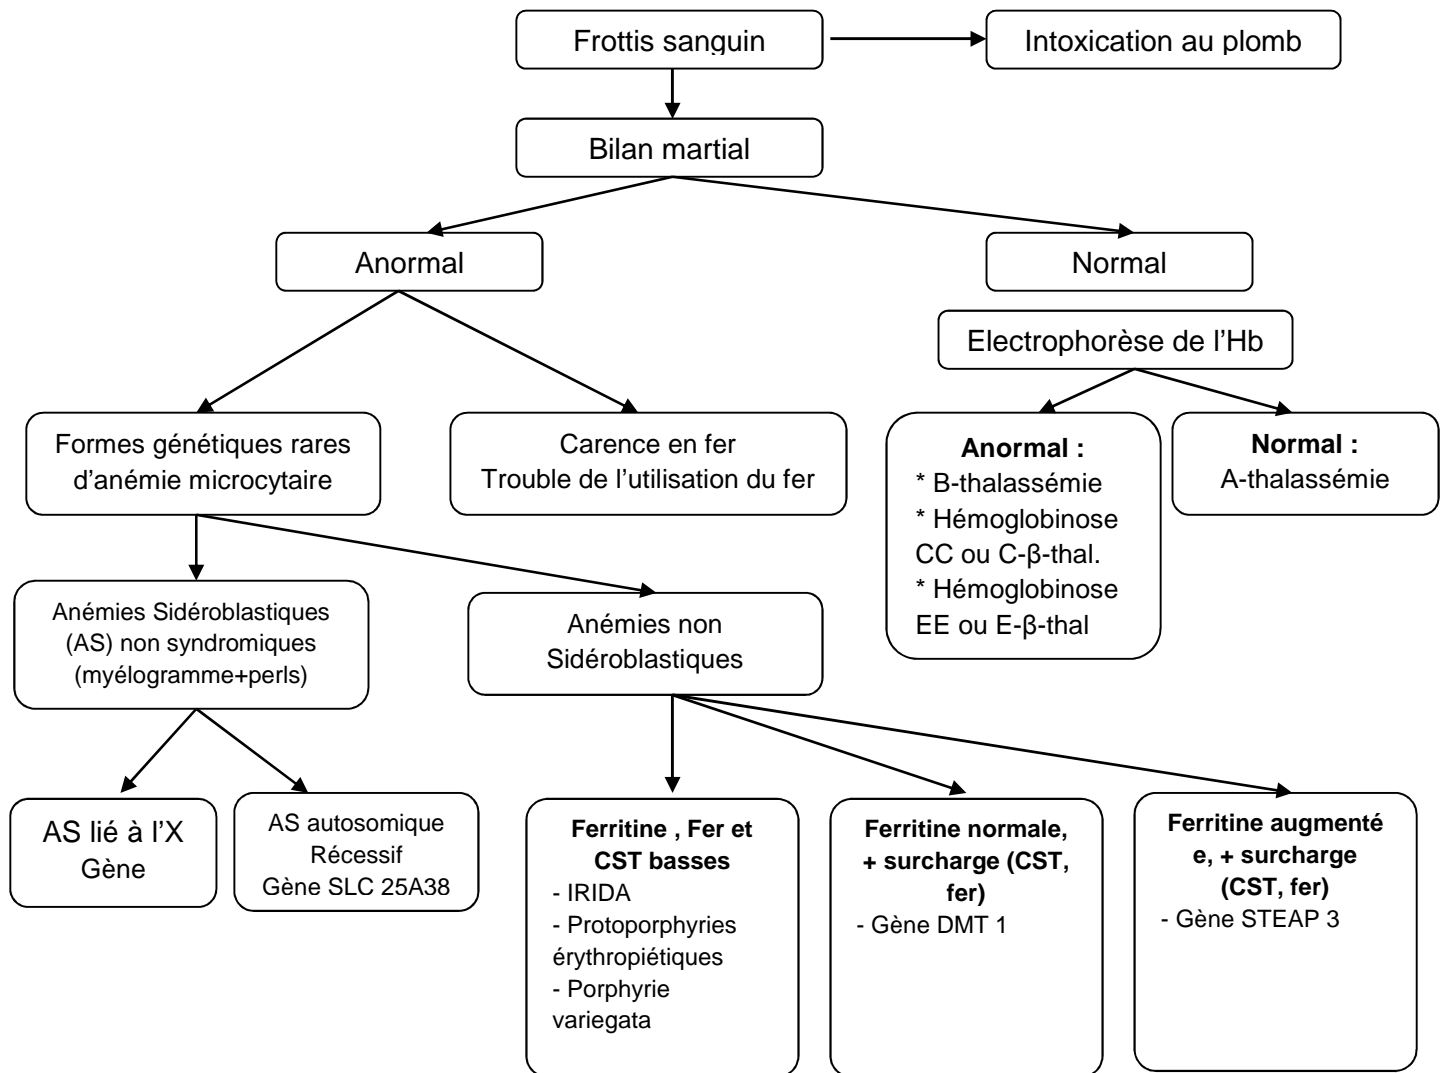 Frottis sanguin
Intoxication au plomb
Bilan martial
Anormal
Normal
Electrophorèse de l’Hb
Formes génétiques rares
d’anémie microcytaire
Carence en fer
Trouble de l’utilisation du fer
Anormal :
* B-thalassémie
* Hémoglobinose
CC ou C-β-thal.
* Hémoglobinose
EE ou E-β-thal
Normal :
A-thalassémie
Anémies Sidéroblastiques
(AS) non syndromiques
(myélogramme+perls)
Anémies non
Sidéroblastiques
AS lié à l’X
Gène
AS autosomique
Récessif
Gène SLC 25A38
Ferritine , Fer et
CST basses
- IRIDA
- Protoporphyries
érythropiétiques
- Porphyrie
variegata
Ferritine normale,
+ surcharge (CST,
fer)
- Gène DMT 1
Ferritine augmenté
e, + surcharge
(CST, fer)
- Gène STEAP 3